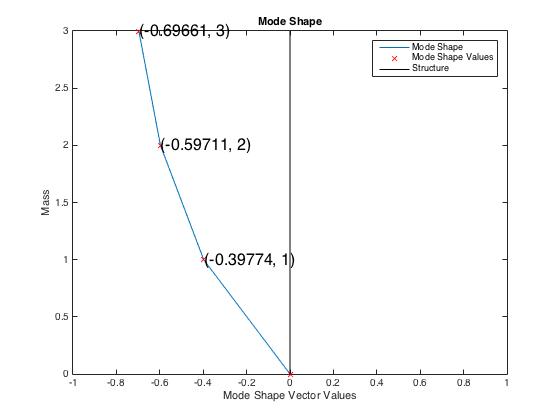 Mode Shape
3
(-0.69661, 3)
Mode Shape
Mode Shape Values
Structure
2.5
2
(-0.59711, 2)
1.5
Mass
1
(-0.39774, 1)
0.5
0
-1 -0.8 -0.6 -0.4 -0.2 0 0.2 0.4 0.6 0.8 1
Mode Shape Vector Values